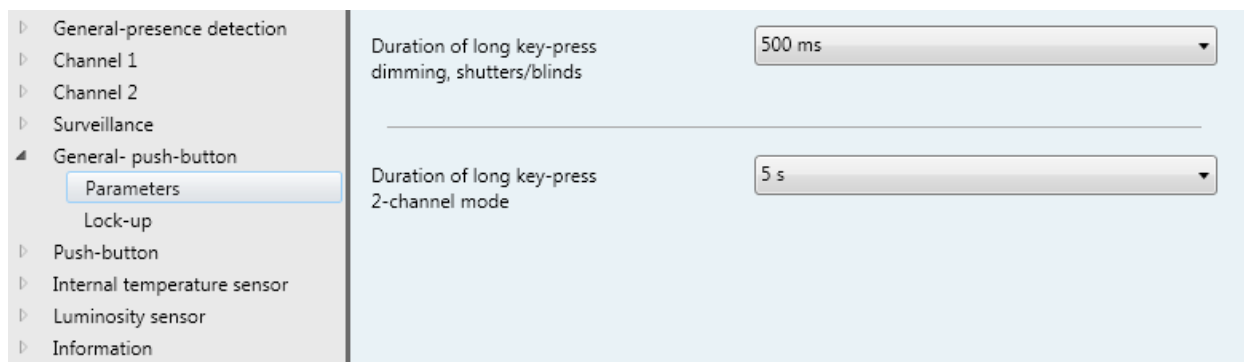 General-presence detection
Channel 1
Channel 2
Surveillance
General- push-button
Parameters
Lock-up
Push-button
Internal temperature sensor
Luminosity sensor
Information
Duration of long key-press
dimming, shutters/blinds
500 ms
Duration of long key-press
2-channel mode
5 s